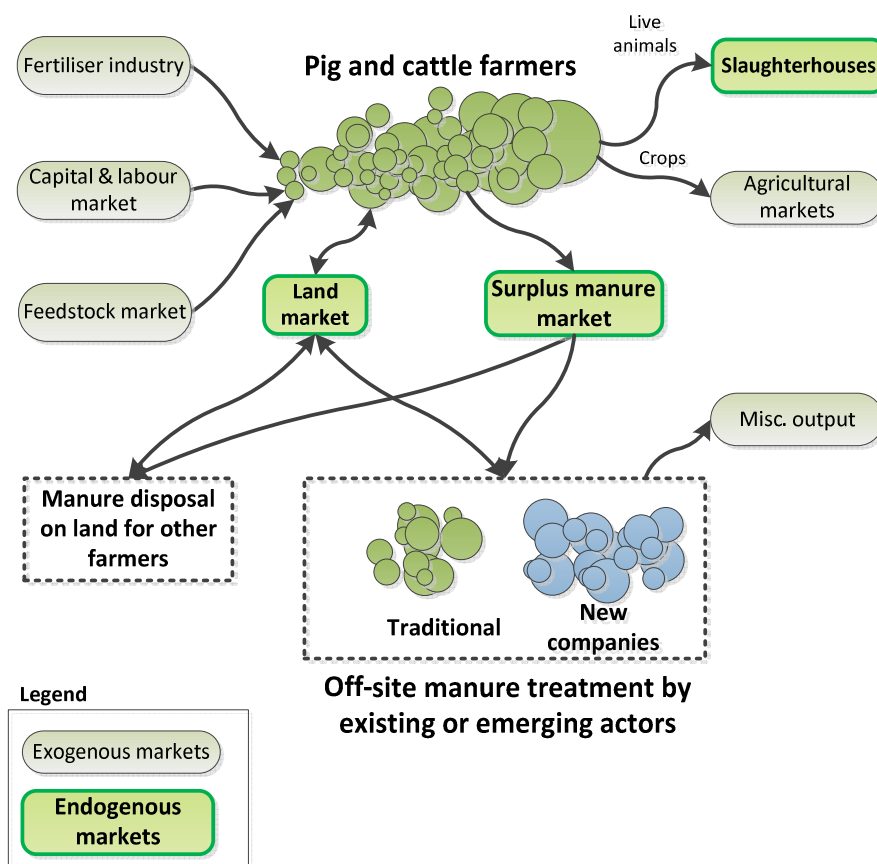 Fertiliser industry
Pig and cattle farmers
Live
animals
Slaughterhouses
Capital & labour
market
Crops
Agricultural
markets
Feedstock market
Land
market
Surplus manure
market
Misc. output
Manure disposal
on land for other
farmers
Traditional
New
companies
Off-site manure treatment by
existing or emerging actors
Legend
Exogenous markets
Endogenous
markets